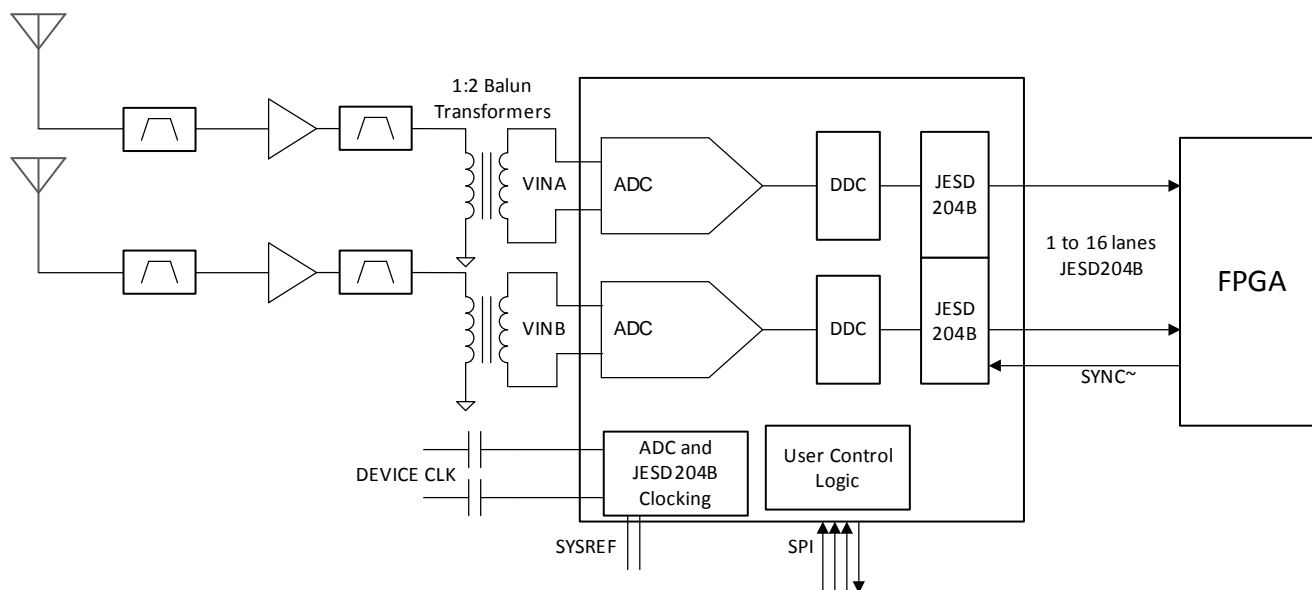 1:2 Balun
Transformers
VINA
ADC
DDC
JESD
204B
1 to 16 lanes
JESD204B
FPGA
VINB
ADC
DDC
JESD
204B
SYNC~
DEVICE CLK
ADC and
JESD204B
Clocking
User Control
Logic
SYSREF
SPI